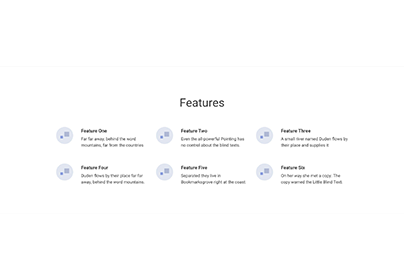 Features
Feature One
Far far away, behind the word
mountains, far from the countries
Feature Two
Even the all-powerful Pointing has
no control about the blind texts
Feature Three
A small river named Duden flows by
their place and supplies it
Feature Four
Duden flows by their place far far
away, behind the word mountains.
Feature Five
Separated they live in
Bookmarksgrove right at the coast
Feature Six
On her way she met a copy. The
copy warned the Little Blind Text